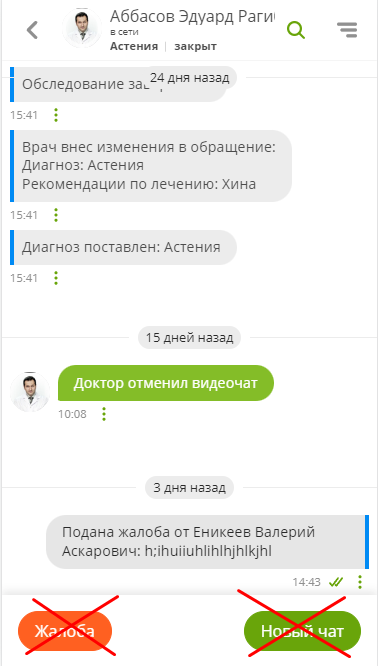 Аббасов Эдуард Раги
в сети
Астения | закрыт
24 дня назад
Обследование зав
15:41
Врач внес изменения в обращение:
Диагноз: Астения
Рекомендации по лечению: Хина
15:41
Диагноз поставлен: Астения
15:41
15 дней назад
Доктор отменил видеочат
10:08
3 дня назад
Подана жалоба от Еникеев Валерий
Аскарович: h;ihuiiuhlihlhjhlkjhl
14:43
Жалоба
Новый чат